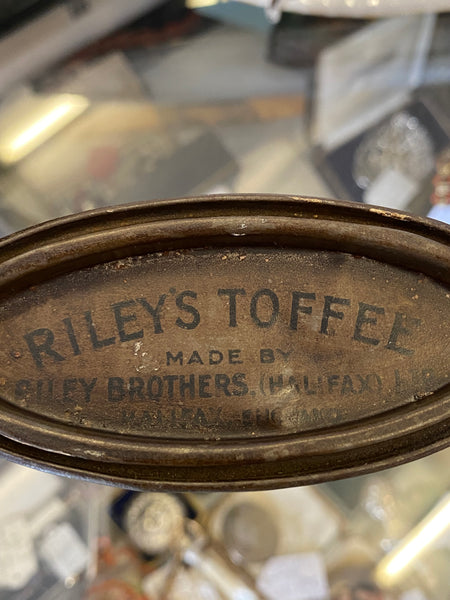 RILEY'S TOFFEE
MADE BY
RILEY BROTHERS, (HALIFAX)
HALIFAX ENGLAND